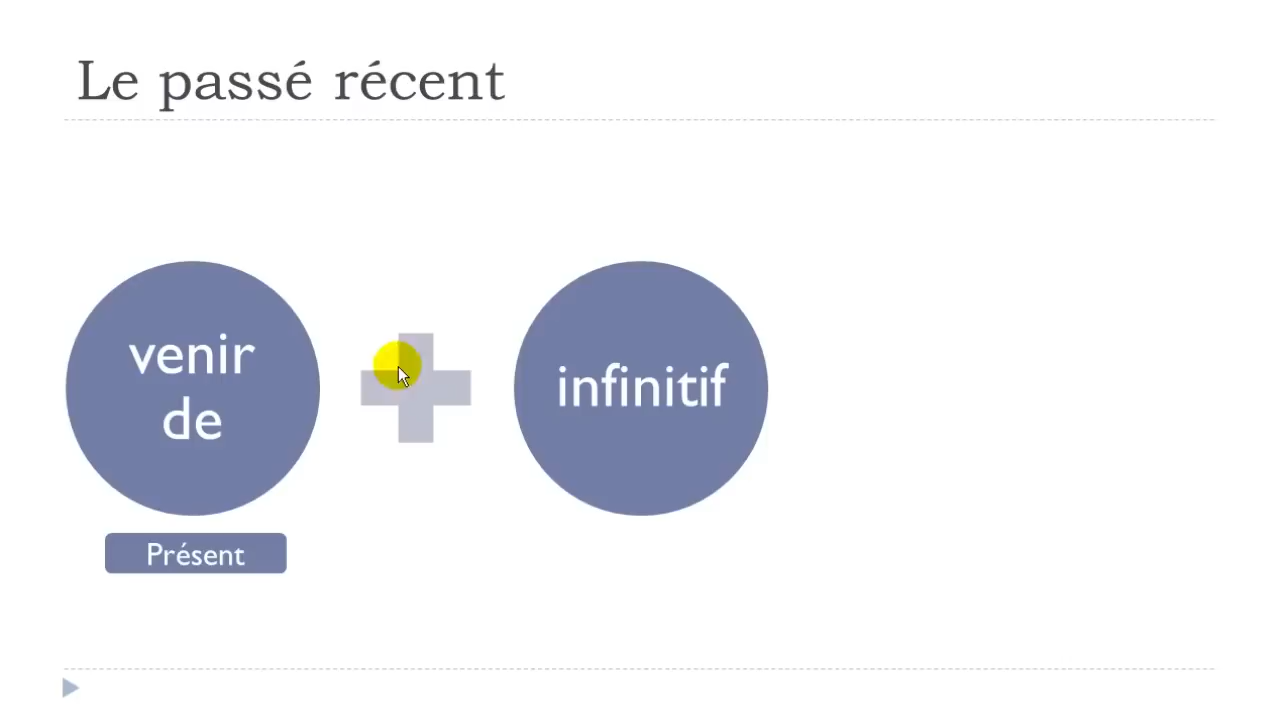 Le passé récent
venir
de
infinitif
Présent